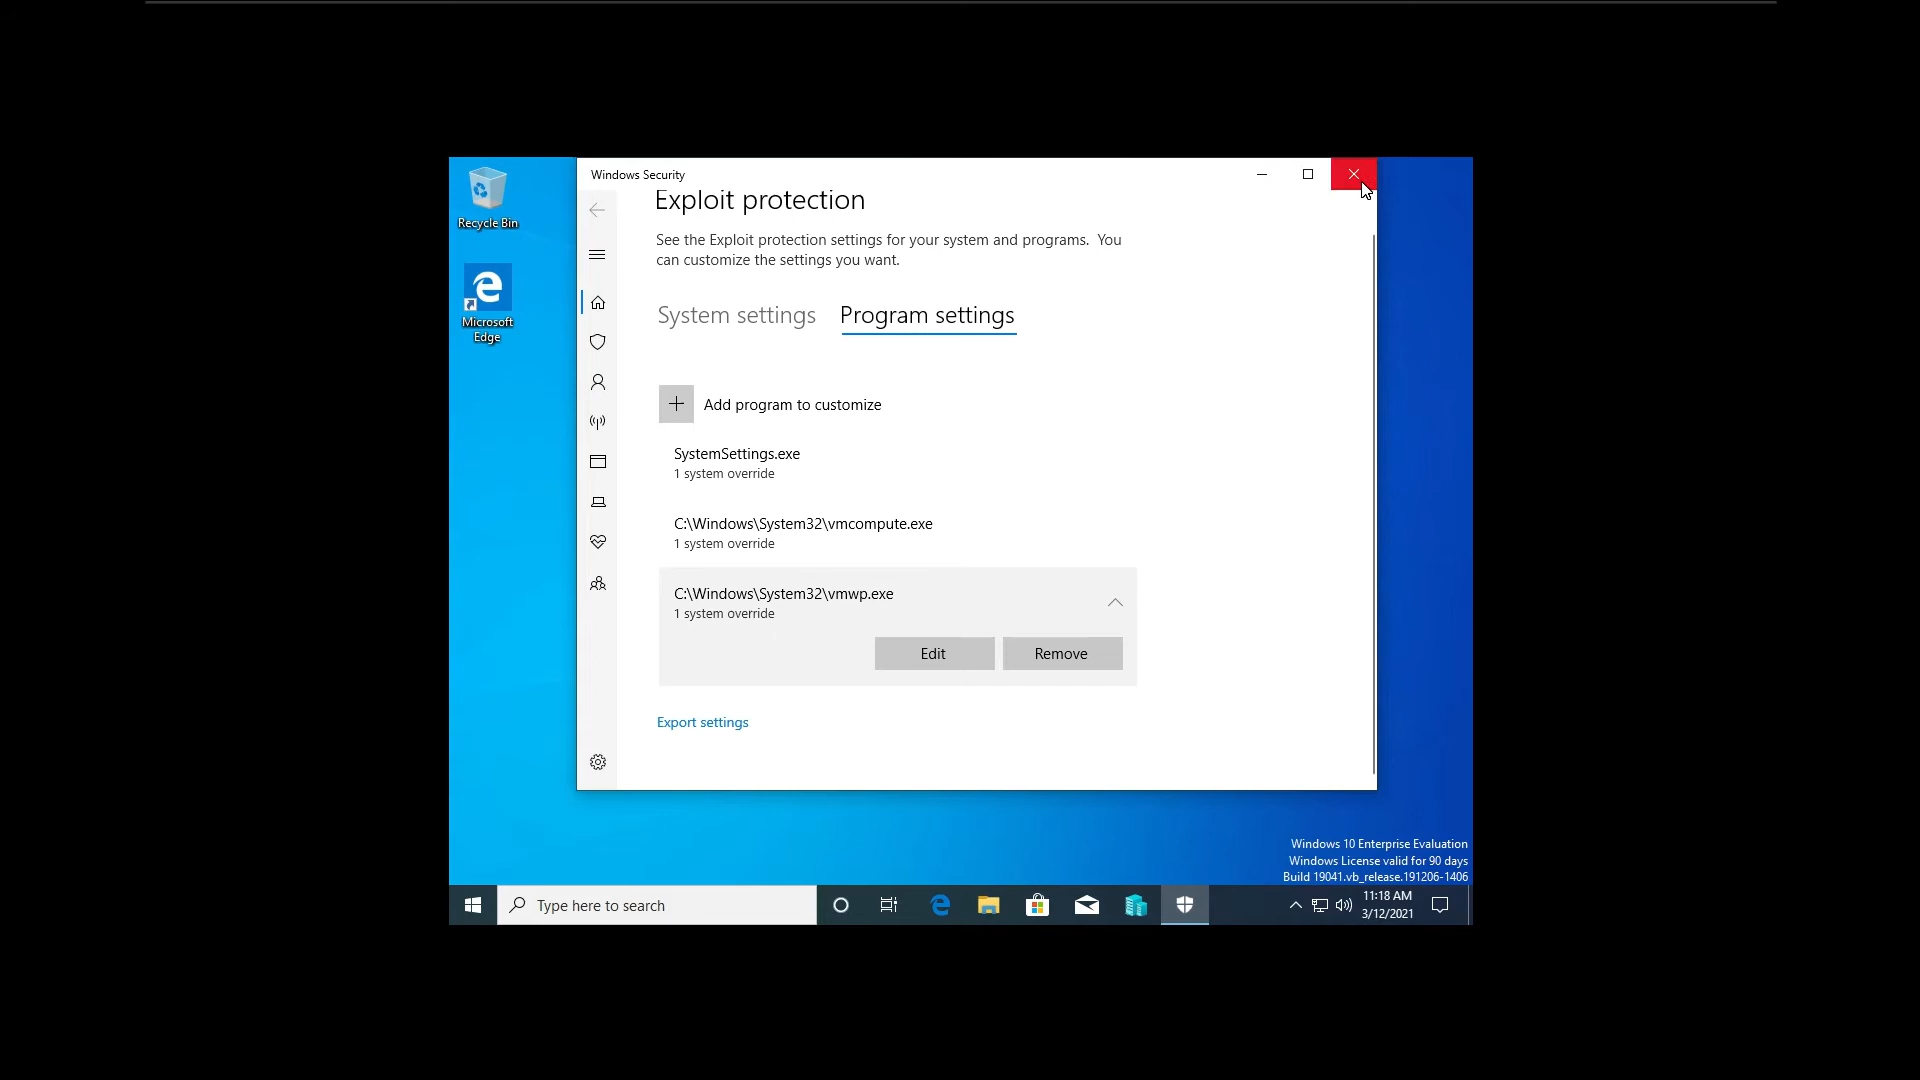 Recycle Bin
Microsoft
Edge
Windows Security
Exploit protection
See the Exploit protection settings for your system and programs. You
can customize the settings you want.
System settings
Program settings
Add program to customize
SystemSettings.exe
1 system override
C:\Windows\System32\vmcompute.exe
1 system override
C:\Windows\System32\vmwp.exe
1 system override
Edit
Remove
Export settings
Windows 10 Enterprise Evaluation
Windows License valid for 90 days
Build 19041.vb_release.191206-1406
Type here to search
11:18 AM
3/12/2021